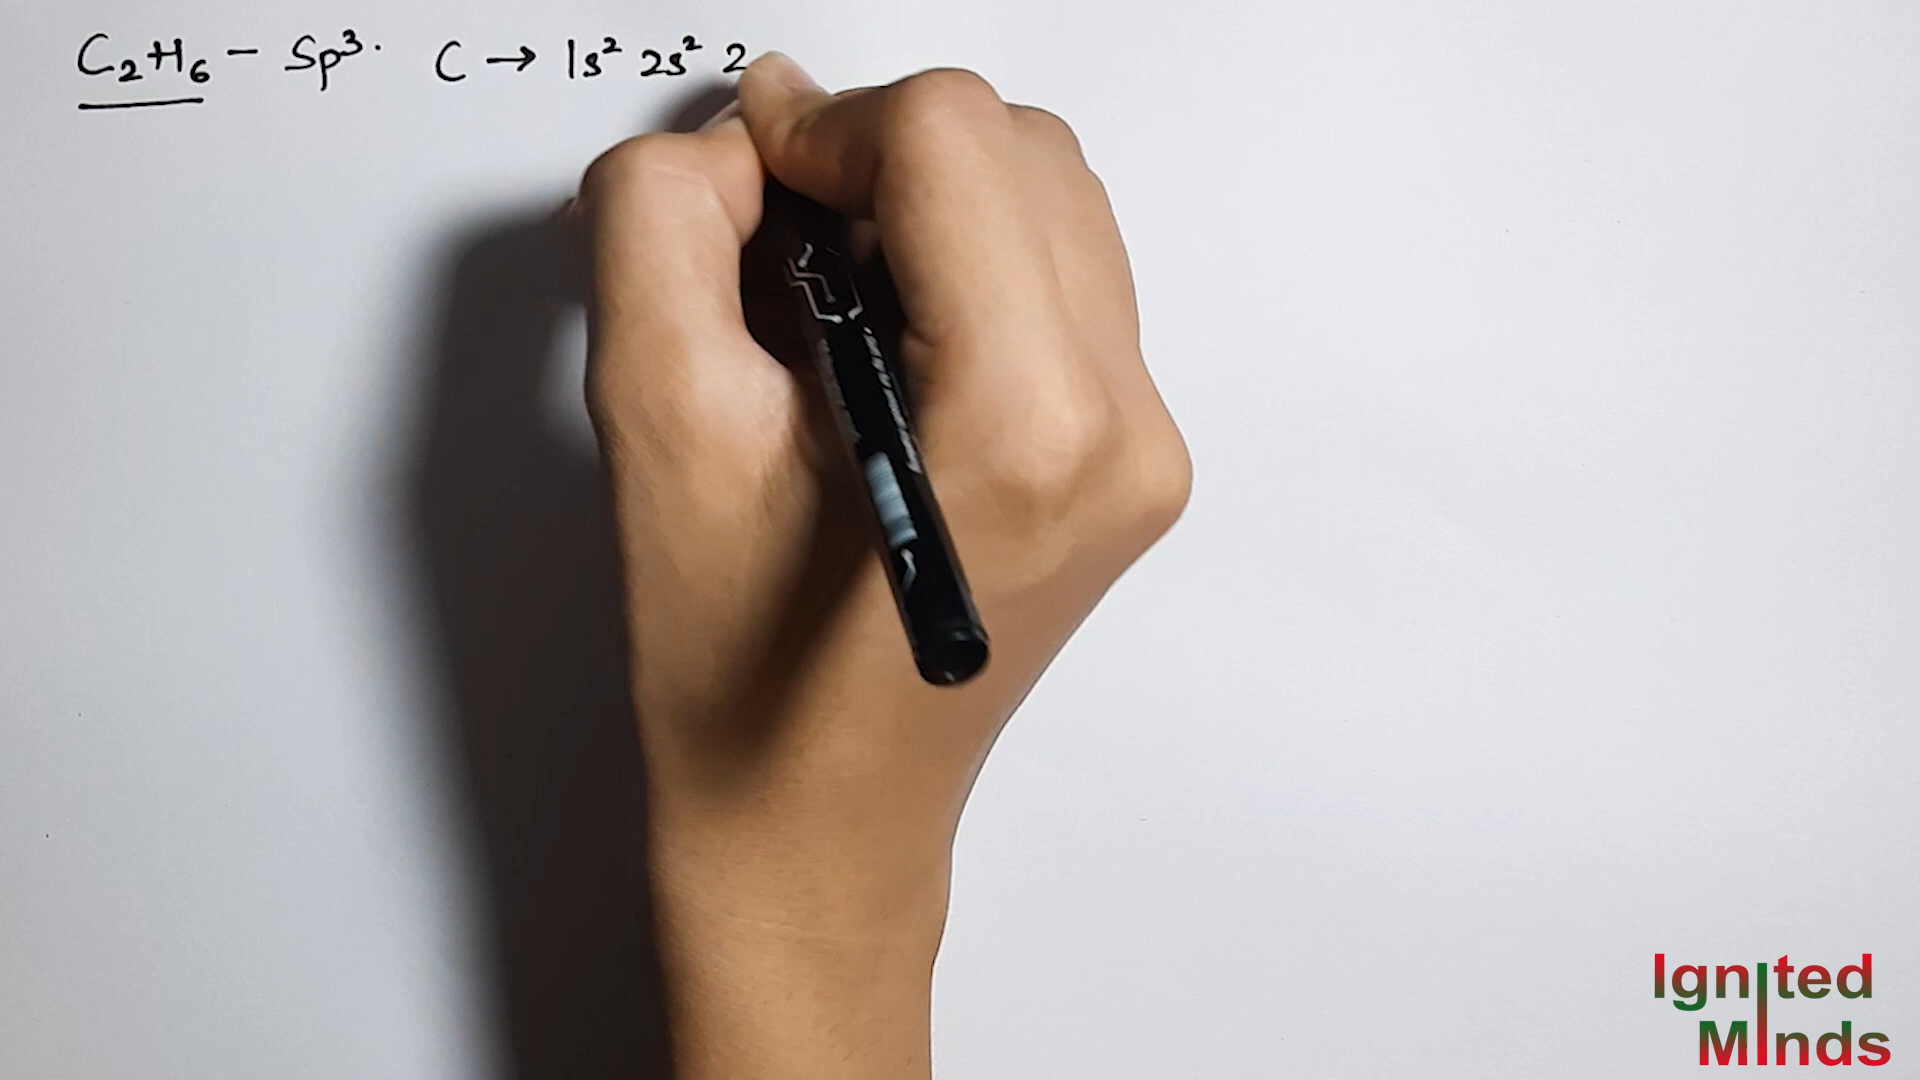 C₂H₆ – Sp³. C → 1s² 2s² 2
Ignited
Minds